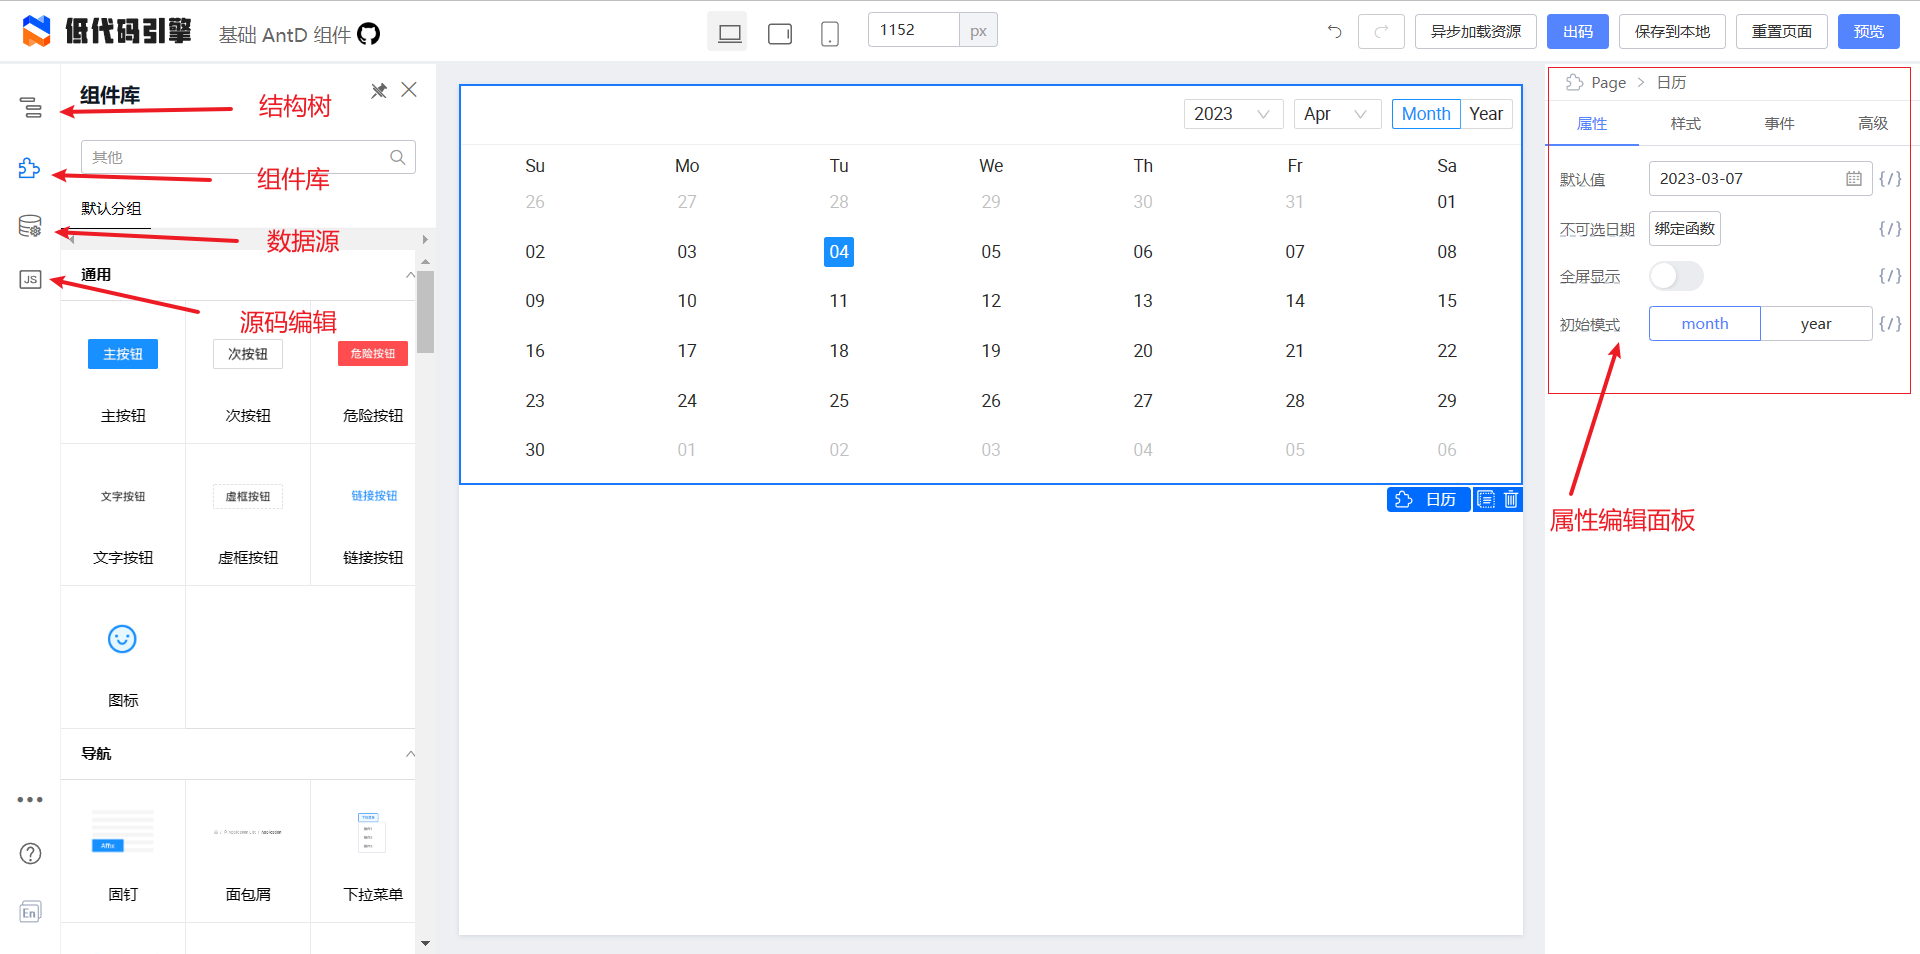 低代码引擎
基础 AntD 组件
1152
px
异步加载资源
出码
保存到本地
重置页面
预览
组件库
结构树
其他
组件库
默认分组
数据源
JS
通用
源码编辑
主按钮
次按钮
危险按钮
主按钮
次按钮
危险按钮
文字按钮
虚框按钮
链接按钮
文字按钮
虚框按钮
链接按钮
图标
导航
Affix
固钉
面包屑
下拉菜单
En
2023
Apr
Month
Year
Su Mo Tu We Th Fr Sa
26 27 28 29 30 31 01
02 03 04 05 06 07 08
09 10 11 12 13 14 15
16 17 18 19 20 21 22
23 24 25 26 27 28 29
30 01 02 03 04 05 06
日历
Page > 日历
属性
样式
事件
高级
默认值
2023-03-07
{/}
不可选日期
绑定函数
{/}
全屏显示
{/}
初始模式
month
year
{/}
属性编辑面板